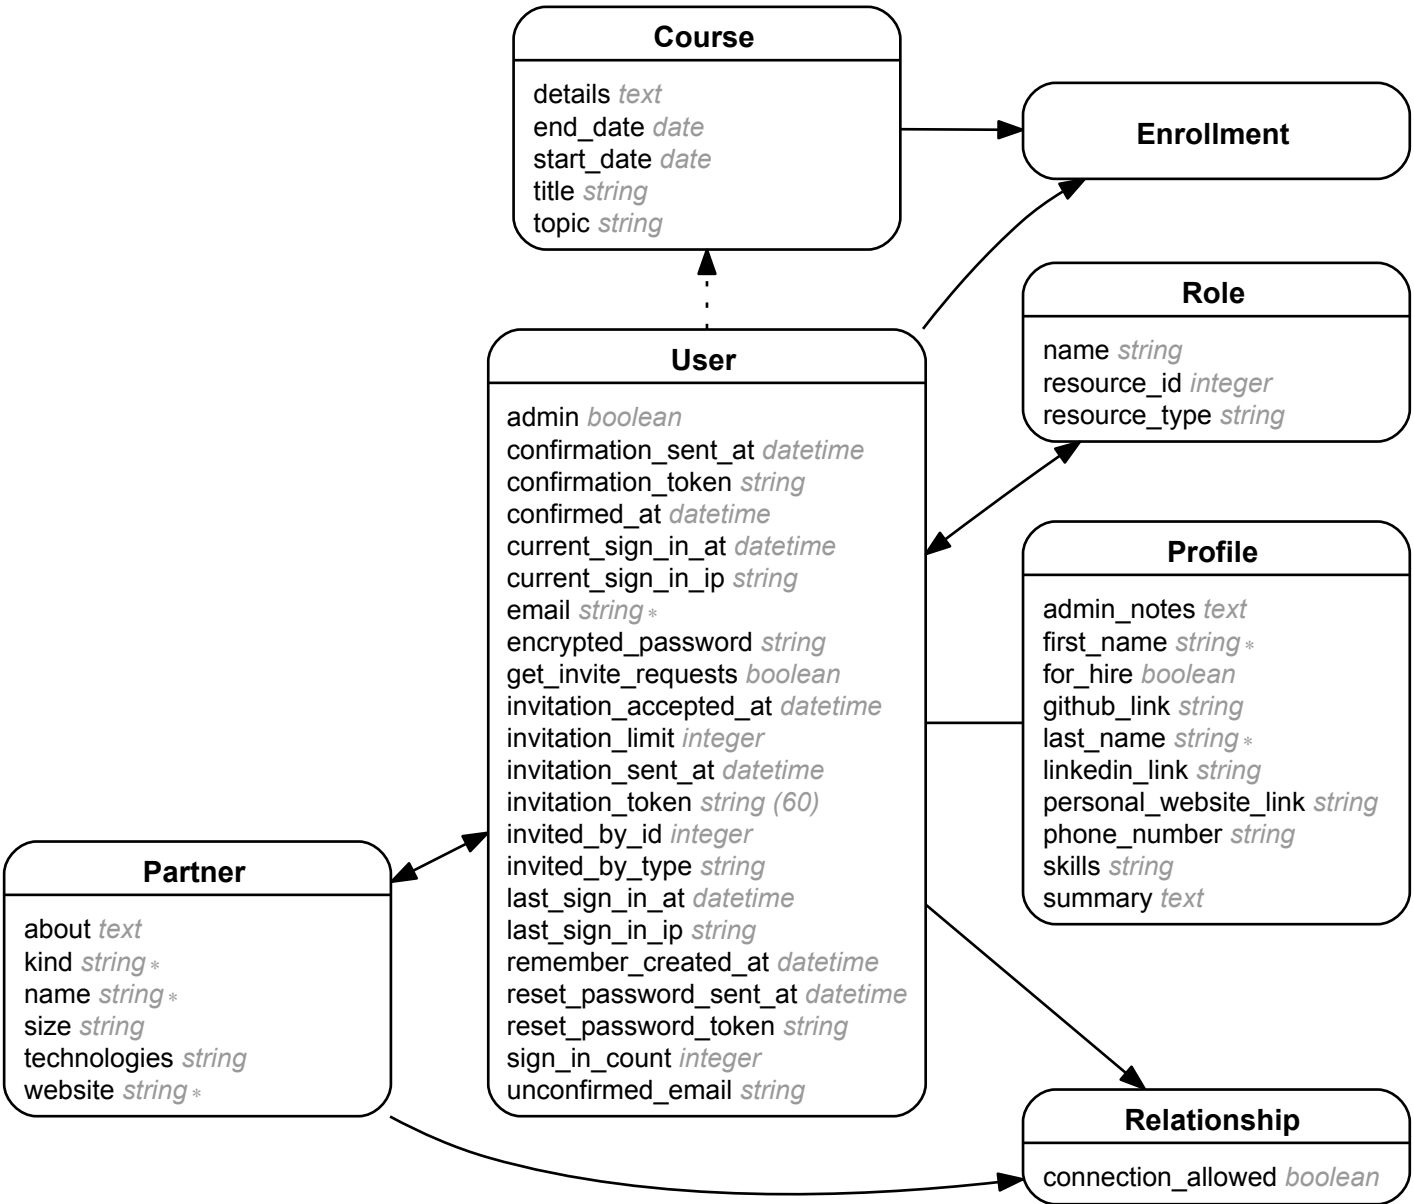 Course
details text
end_date date
start_date date
title string
topic string
Enrollment
Role
name string
resource_id integer
resource_type string
User
admin boolean
confirmation_sent_at datetime
confirmation_token string
confirmed_at datetime
current_sign_in_at datetime
current_sign_in_ip string
email string *
encrypted_password string
get_invite_requests boolean
invitation_accepted_at datetime
invitation_limit integer
invitation_sent_at datetime
invitation_token string (60)
invited_by_id integer
invited_by_type string
last_sign_in_at datetime
last_sign_in_ip string
remember_created_at datetime
reset_password_sent_at datetime
reset_password_token string
sign_in_count integer
unconfirmed_email string
Profile
admin_notes text
first_name string *
for_hire boolean
github_link string
last_name string *
linkedin_link string
personal_website_link string
phone_number string
skills string
summary text
Partner
about text
kind string *
name string *
size string
technologies string
website string *
Relationship
connection_allowed boolean